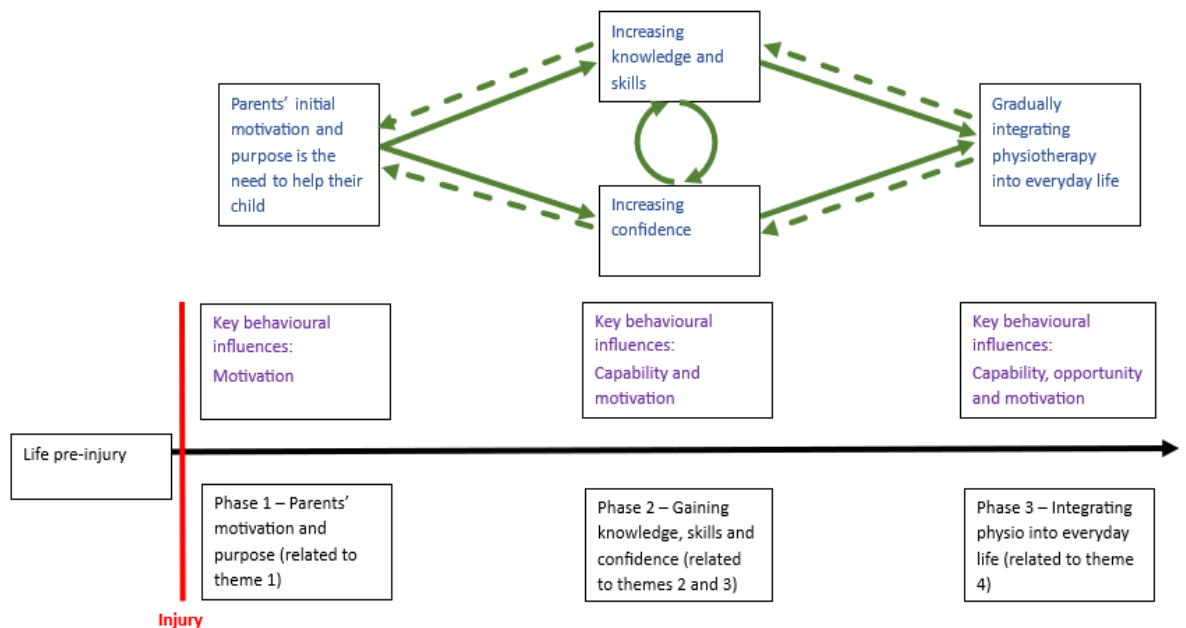 Increasing
knowledge and
skills
Parents’ initial
motivation and
purpose is the
need to help their
child
Gradually
integrating
physiotherapy
into everyday life
Increasing
confidence
Key behavioural
influences:
Motivation
Key behavioural
influences:
Capability and
motivation
Key behavioural
influences:
Capability, opportunity
and motivation
Life pre-injury
Phase 1 – Parents’
motivation and
purpose (related to
theme 1)
Phase 2 – Gaining
knowledge, skills and
confidence (related
to themes 2 and 3)
Phase 3 – Integrating
physio into everyday
life (related to theme
4)
Injury